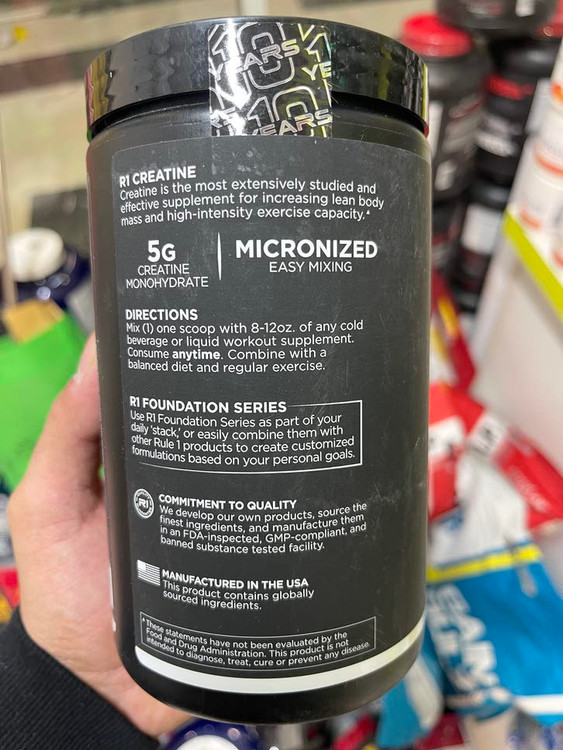 10
YEARS
YE
10
YEARS
R1 CREATINE
Creatine is the most extensively studied and
effective supplement for increasing lean body
mass and high-intensity exercise capacity.▲
5G
CREATINE
MONOHYDRATE
MICRONIZED
EASY MIXING
DIRECTIONS
Mix (1) one scoop with 8-12oz. of any cold
beverage or liquid workout supplement.
Consume anytime. Combine with a
balanced diet and regular exercise.
R1 FOUNDATION SERIES
Use R1 Foundation Series as part of your
daily 'stack,' or easily combine them with
other Rule 1 products to create customized
formulations based on your personal goals.
R1
COMMITMENT TO QUALITY
We develop our own products, source the
finest ingredients, and manufacture them
in an FDA-inspected, GMP-compliant, and
banned substance tested facility.
MANUFACTURED IN THE USA
This product contains globally
sourced ingredients.
▲These statements have not been evaluated by the
Food and Drug Administration. This product is not
intended to diagnose, treat, cure or prevent any disease.